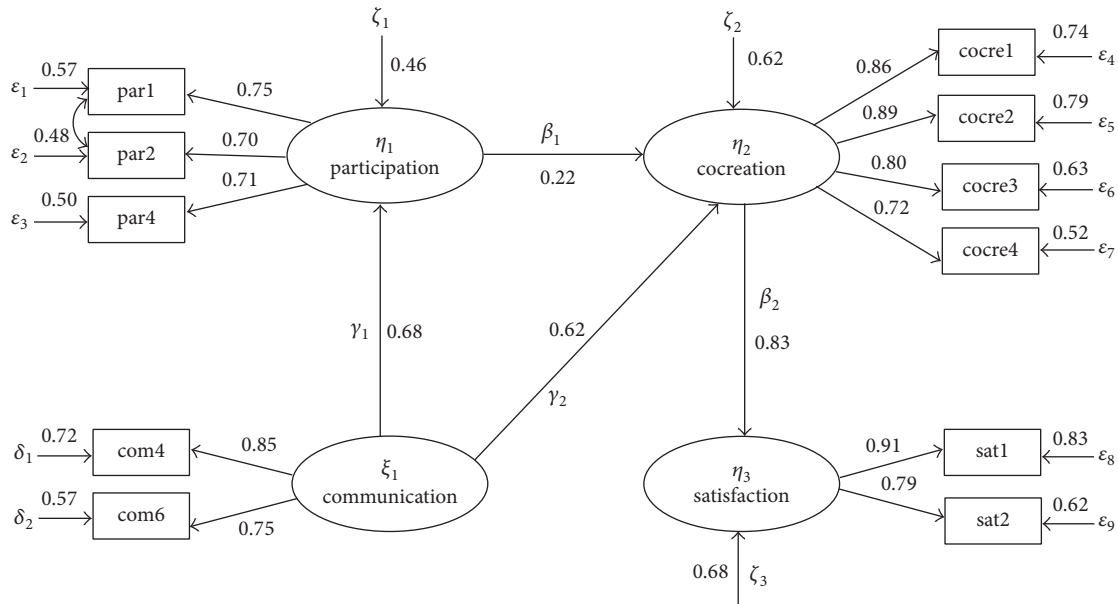 ζ1
ζ2
0.46
0.62
ε1
0.57
par1
0.75
0.48
ε2
par2
0.70
ε3
0.50
par4
0.71
η1
participation
β1
0.22
η2
cocreation
0.86
cocre1
0.74
ε4
0.89
cocre2
0.79
ε5
0.80
cocre3
0.63
ε6
0.72
cocre4
0.52
ε7
γ1
0.68
0.62
γ2
β2
0.83
δ1
0.72
com4
0.85
δ2
0.57
com6
0.75
ξ1
communication
η3
satisfaction
0.91
sat1
0.83
ε8
0.79
sat2
0.62
ε9
0.68
ζ3